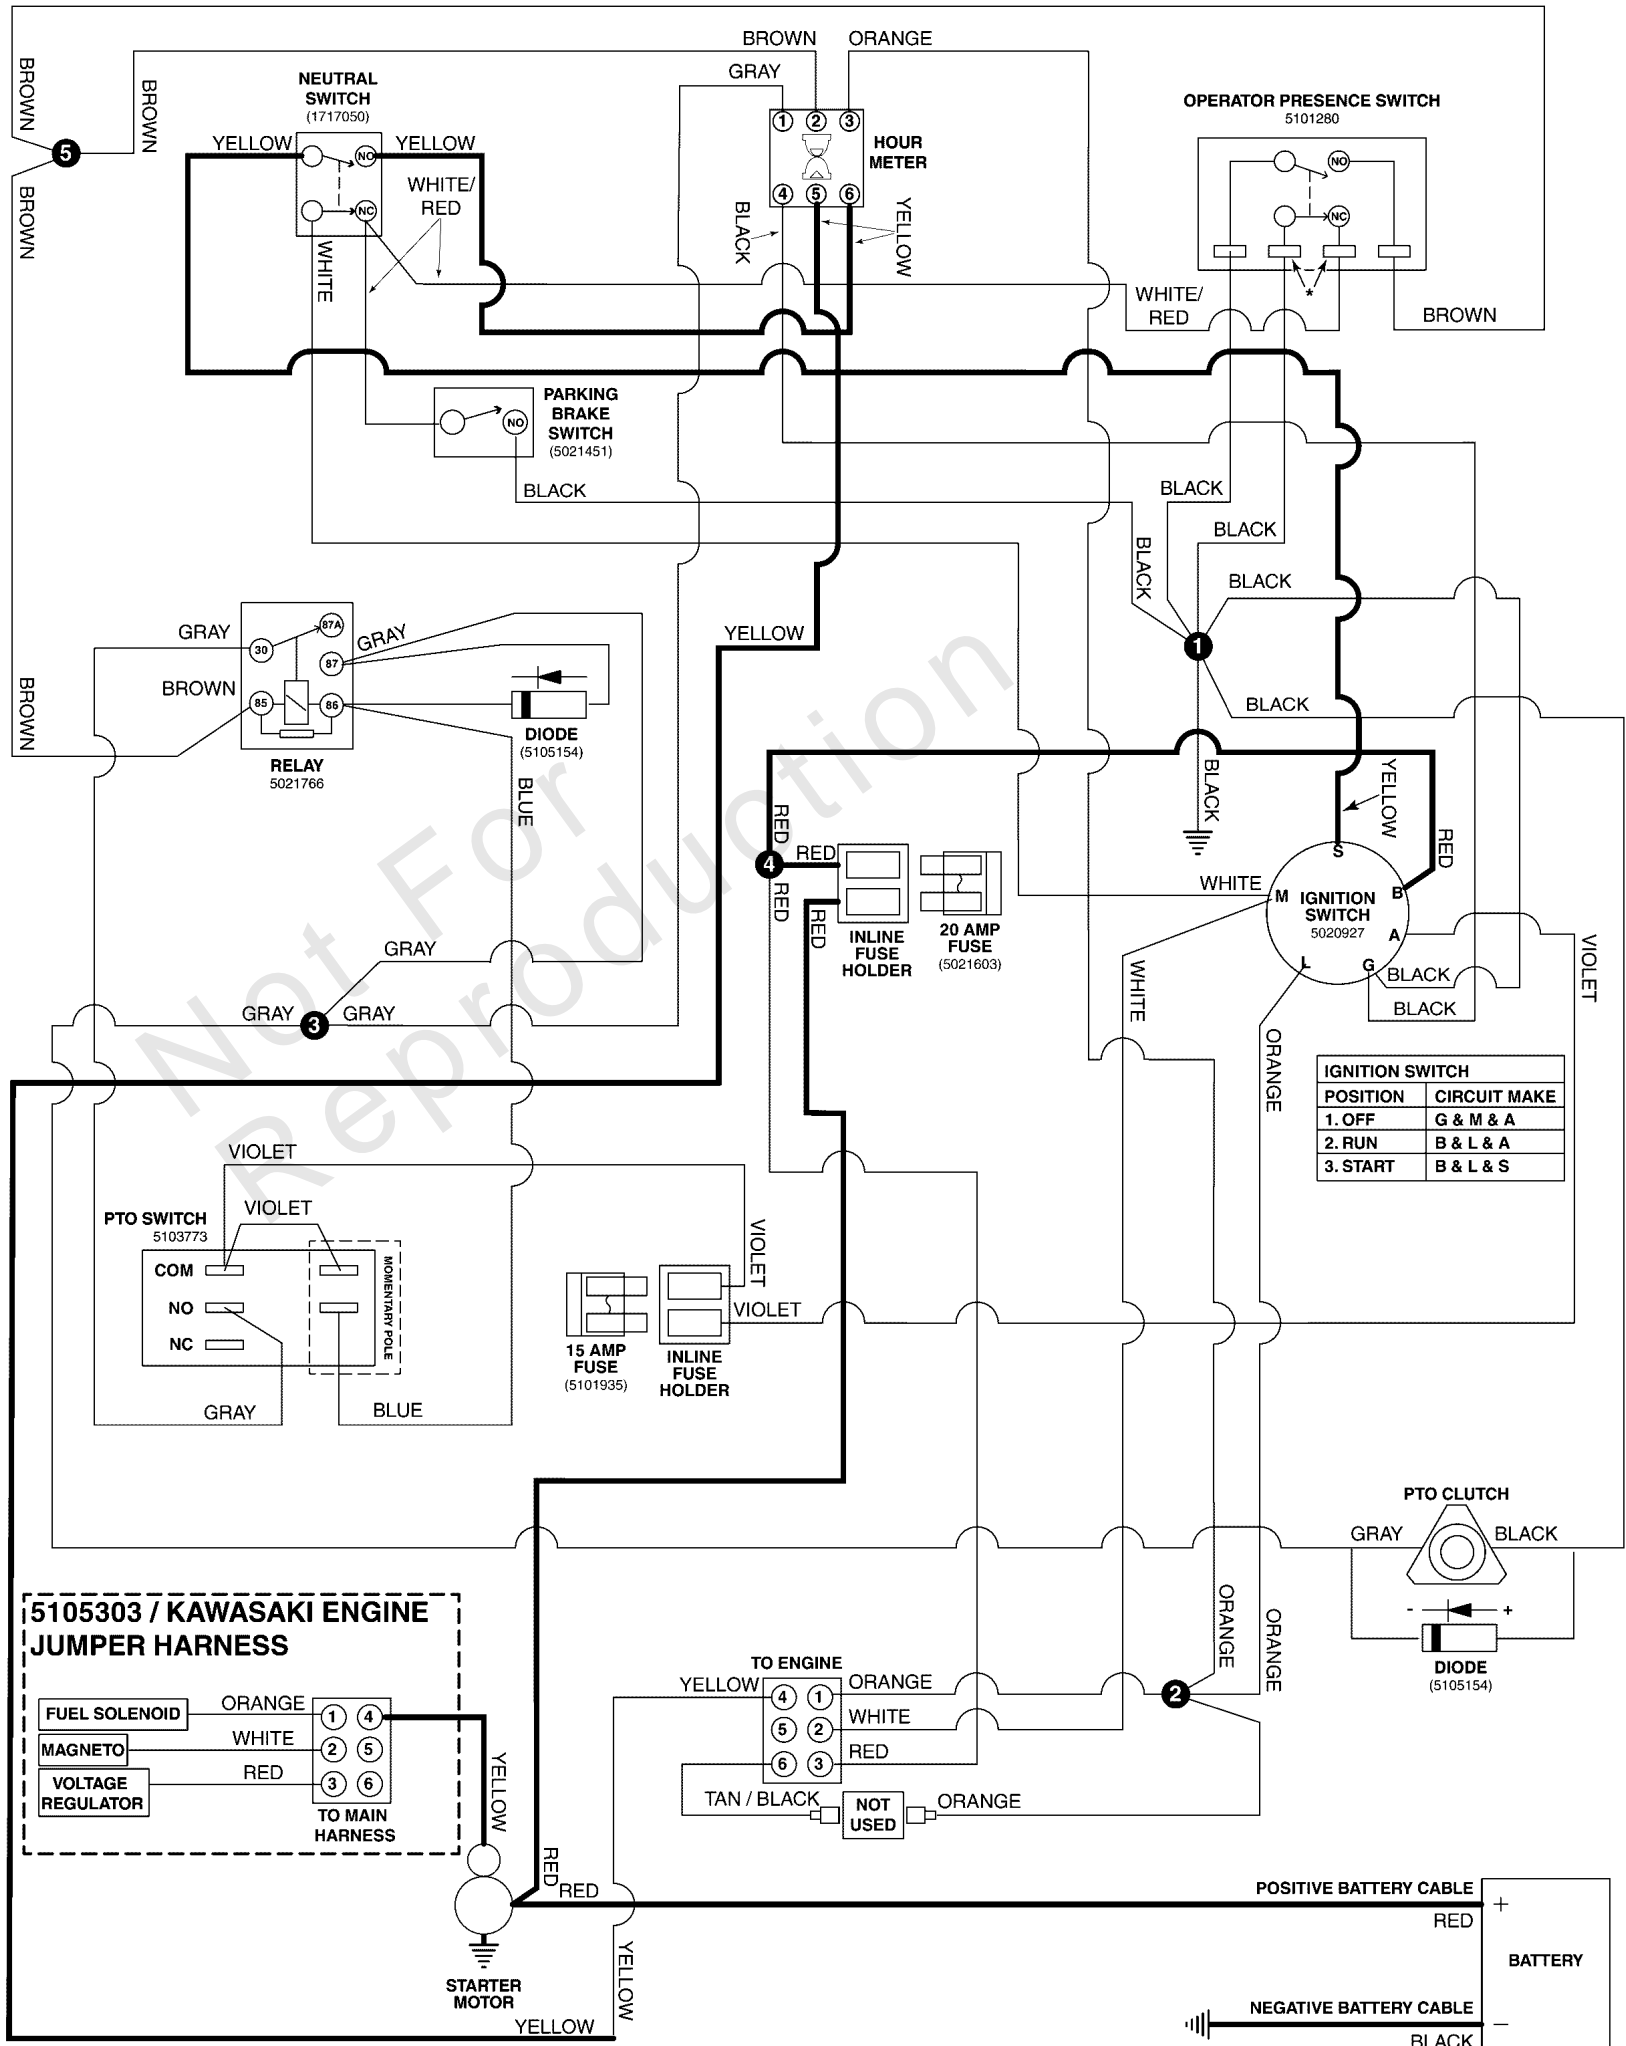 BROWN
ORANGE
GRAY
BROWN
BROWN
5
BROWN
NEUTRAL
SWITCH
(1717050)
YELLOW
NO
YELLOW
WHITE/
RED
NC
WHITE
1
2
3
4
5
6
HOUR
METER
BLACK
YELLOW
OPERATOR PRESENCE SWITCH
5101280
NO
NC
*
WHITE/
RED
BROWN
PARKING
BRAKE
SWITCH
(5021451)
NO
BLACK
BLACK
BLACK
BLACK
BLACK
1
BLACK
BLACK
YELLOW
GRAY
87A
30
GRAY
87
BROWN
85
86
RELAY
5021766
BROWN
DIODE
(5105154)
BLUE
Not For
Reproduction
RED
4
RED
RED
RED
INLINE
FUSE
HOLDER
20 AMP
FUSE
(5021603)
YELLOW
RED
WHITE
S
M
B
IGNITION
SWITCH
5020927
A
L
G
BLACK
BLACK
VIOLET
WHITE
ORANGE
GRAY
GRAY
3
GRAY
IGNITION SWITCH
POSITION CIRCUIT MAKE
1. OFF G & M & A
2. RUN B & L & A
3. START B & L & S
VIOLET
VIOLET
PTO SWITCH
5103773
COM
NO
NC
MOMENTARY POLE
GRAY
BLUE
VIOLET
VIOLET
15 AMP
FUSE
(5101935)
INLINE
FUSE
HOLDER
PTO CLUTCH
GRAY
BLACK
- +
DIODE
(5105154)
ORANGE
ORANGE
5105303 / KAWASAKI ENGINE
JUMPER HARNESS
FUEL SOLENOID
ORANGE
1
4
MAGNETO
WHITE
2
5
VOLTAGE
REGULATOR
RED
3
6
TO MAIN
HARNESS
YELLOW
TO ENGINE
YELLOW
4
1
ORANGE
2
5
2
WHITE
6
3
RED
TAN / BLACK
NOT
USED
ORANGE
RED
RED
STARTER
MOTOR
YELLOW
YELLOW
POSITIVE BATTERY CABLE
+
RED
BATTERY
NEGATIVE BATTERY CABLE
–
BLACK